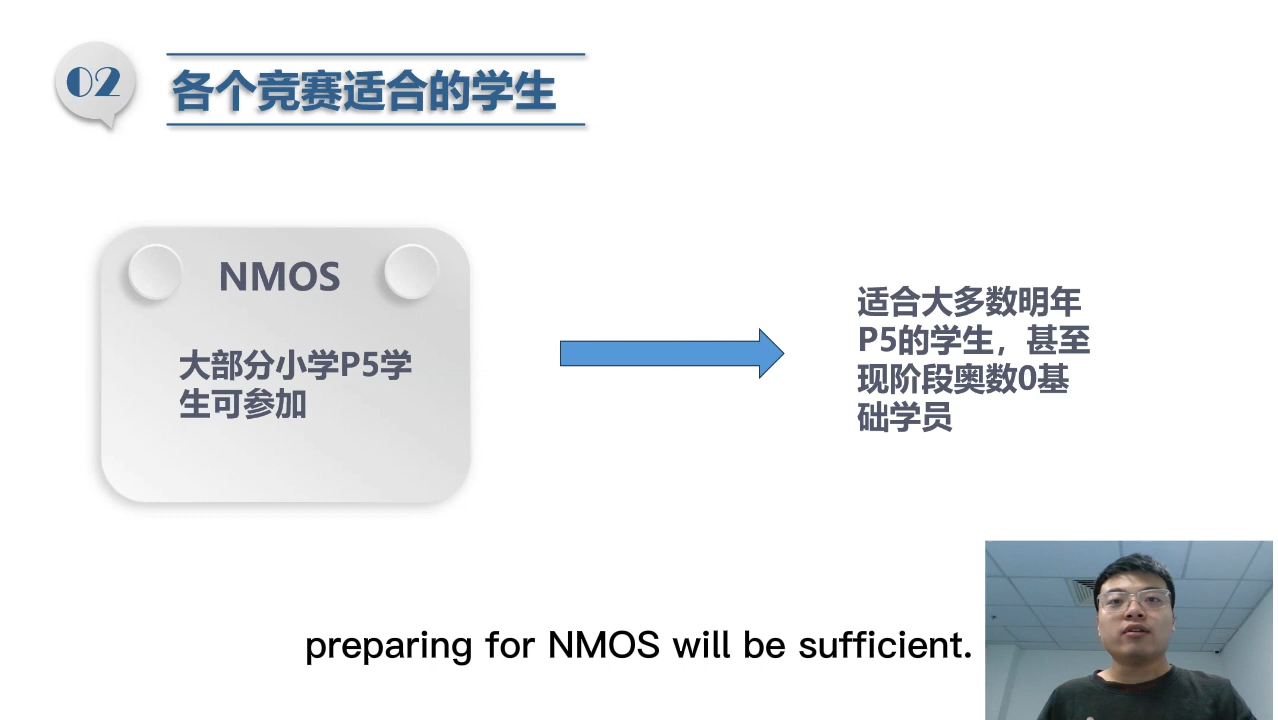 02
各个竞赛适合的学生
NMOS
大部分小学P5学
生可参加
适合大多数明年
P5的学生，甚至
现阶段奥数0基
础学员
preparing for NMOS will be sufficient.